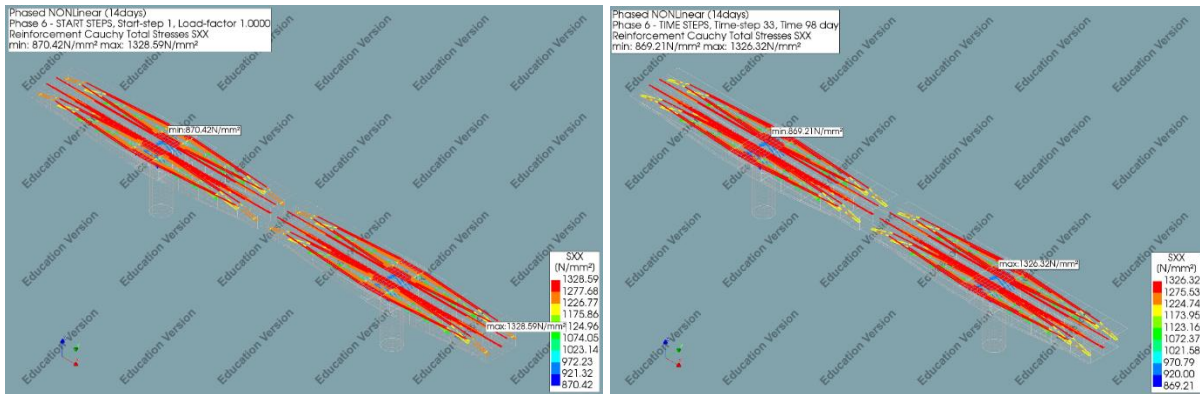 Phased NONLinear (14days)
Phase 6 - START STEPS, Start-step 1, Load-factor 1.0000
Reinforcement Cauchy Total Stresses SXX
min: 870.42N/mm² max: 1328.59N/mm²
Education Version
min:870.42N/mm²
max:1328.59N/mm²
SXX
(N/mm²)
1328.59
1277.68
1226.77
1175.86
124.96
1074.05
1023.14
972.23
921.32
870.42
Phased NONLinear (14days)
Phase 6 - TIME STEPS, Time-step 33, Time 98 day
Reinforcement Cauchy Total Stresses SXX
min: 869.21N/mm² max: 1326.32N/mm²
Education Version
min:869.21N/mm²
max:1326.32N/mm²
SXX
(N/mm²)
1326.32
1275.53
1224.74
1173.95
1123.16
1072.37
1021.58
970.79
920.00
869.21